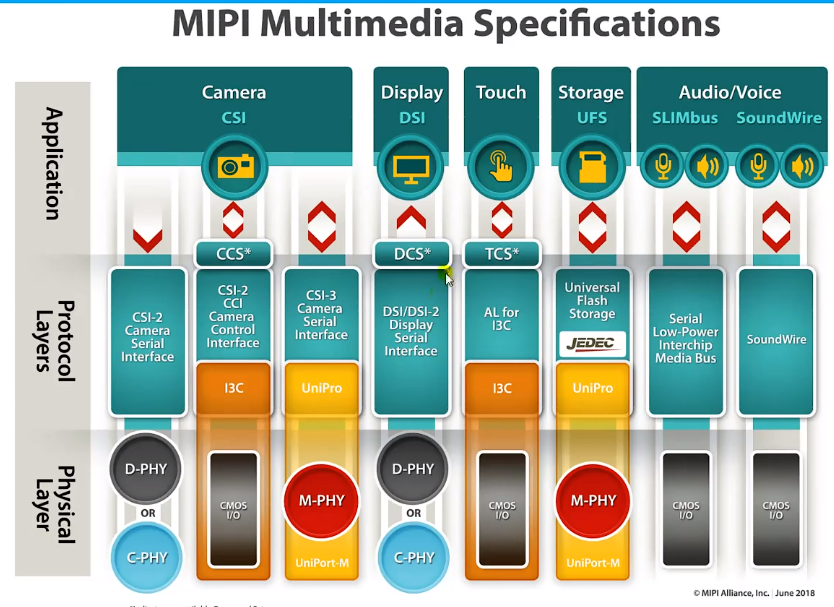 MIPI Multimedia Specifications
Application
Camera
CSI
Display
DSI
Touch
Storage
UFS
Audio/Voice
SLIMbus SoundWire
CCS*
DCS*
TCS*
Protocol
Layers
CSI-2
Camera
Serial
Interface
CSI-2
CCI
Camera
Control
Interface
I3C
CSI-3
Camera
Serial
Interface
UniPro
DSI/DSI-2
Display
Serial
Interface
AL for
I3C
I3C
Universal
Flash
Storage
JEDEC
UniPro
Serial
Low-Power
Interchip
Media Bus
SoundWire
Physical
Layer
D-PHY
OR
C-PHY
CMOS
I/O
M-PHY
UniPort-M
D-PHY
OR
C-PHY
CMOS
I/O
M-PHY
UniPort-M
CMOS
I/O
CMOS
I/O
© MIPI Alliance, Inc. | June 2018